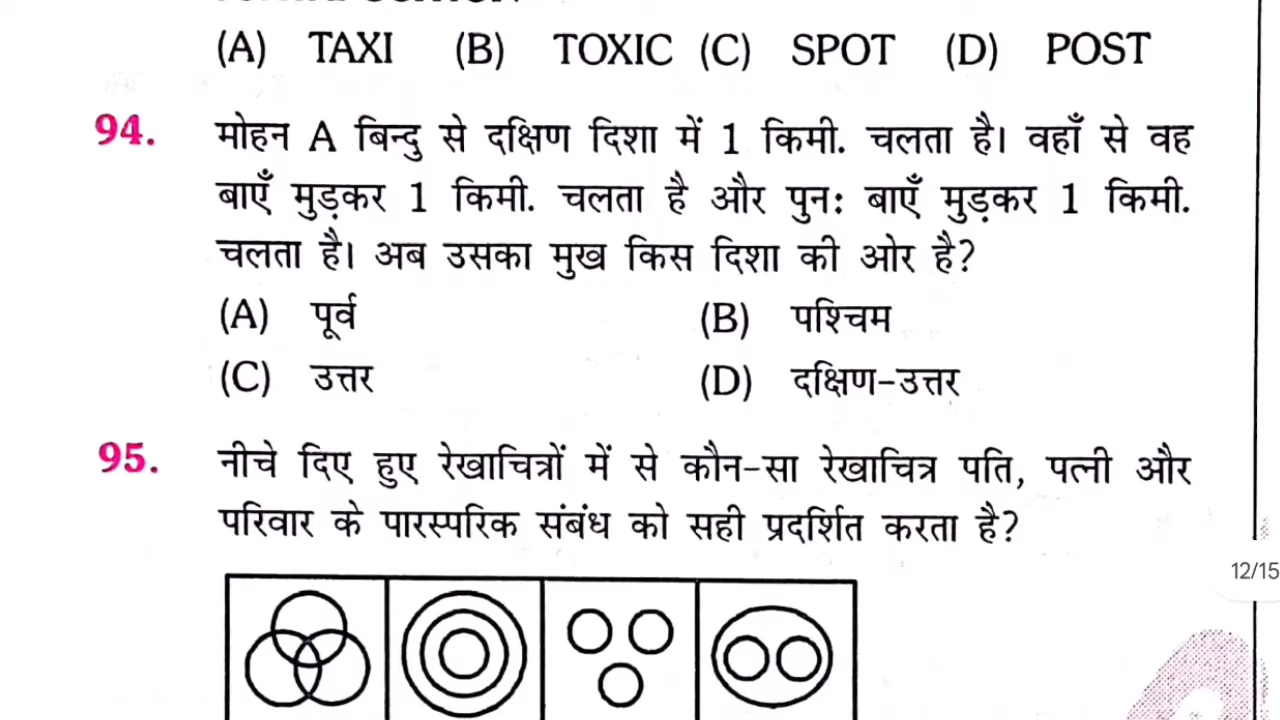 (A) TAXI (B) TOXIC (C) SPOT (D) POST
94. मोहन A बिन्दु से दक्षिण दिशा में 1 किमी. चलता है। वहाँ से वह
बाएँ मुड़कर 1 किमी. चलता है और पुनः बाएँ मुड़कर 1 किमी.
चलता है। अब उसका मुख किस दिशा की ओर है?
(A) पूर्व (B) पश्चिम
(C) उत्तर (D) दक्षिण-उत्तर
95. नीचे दिए हुए रेखाचित्रों में से कौन-सा रेखाचित्र पति, पत्नी और
परिवार के पारस्परिक संबंध को सही प्रदर्शित करता है?
12/15